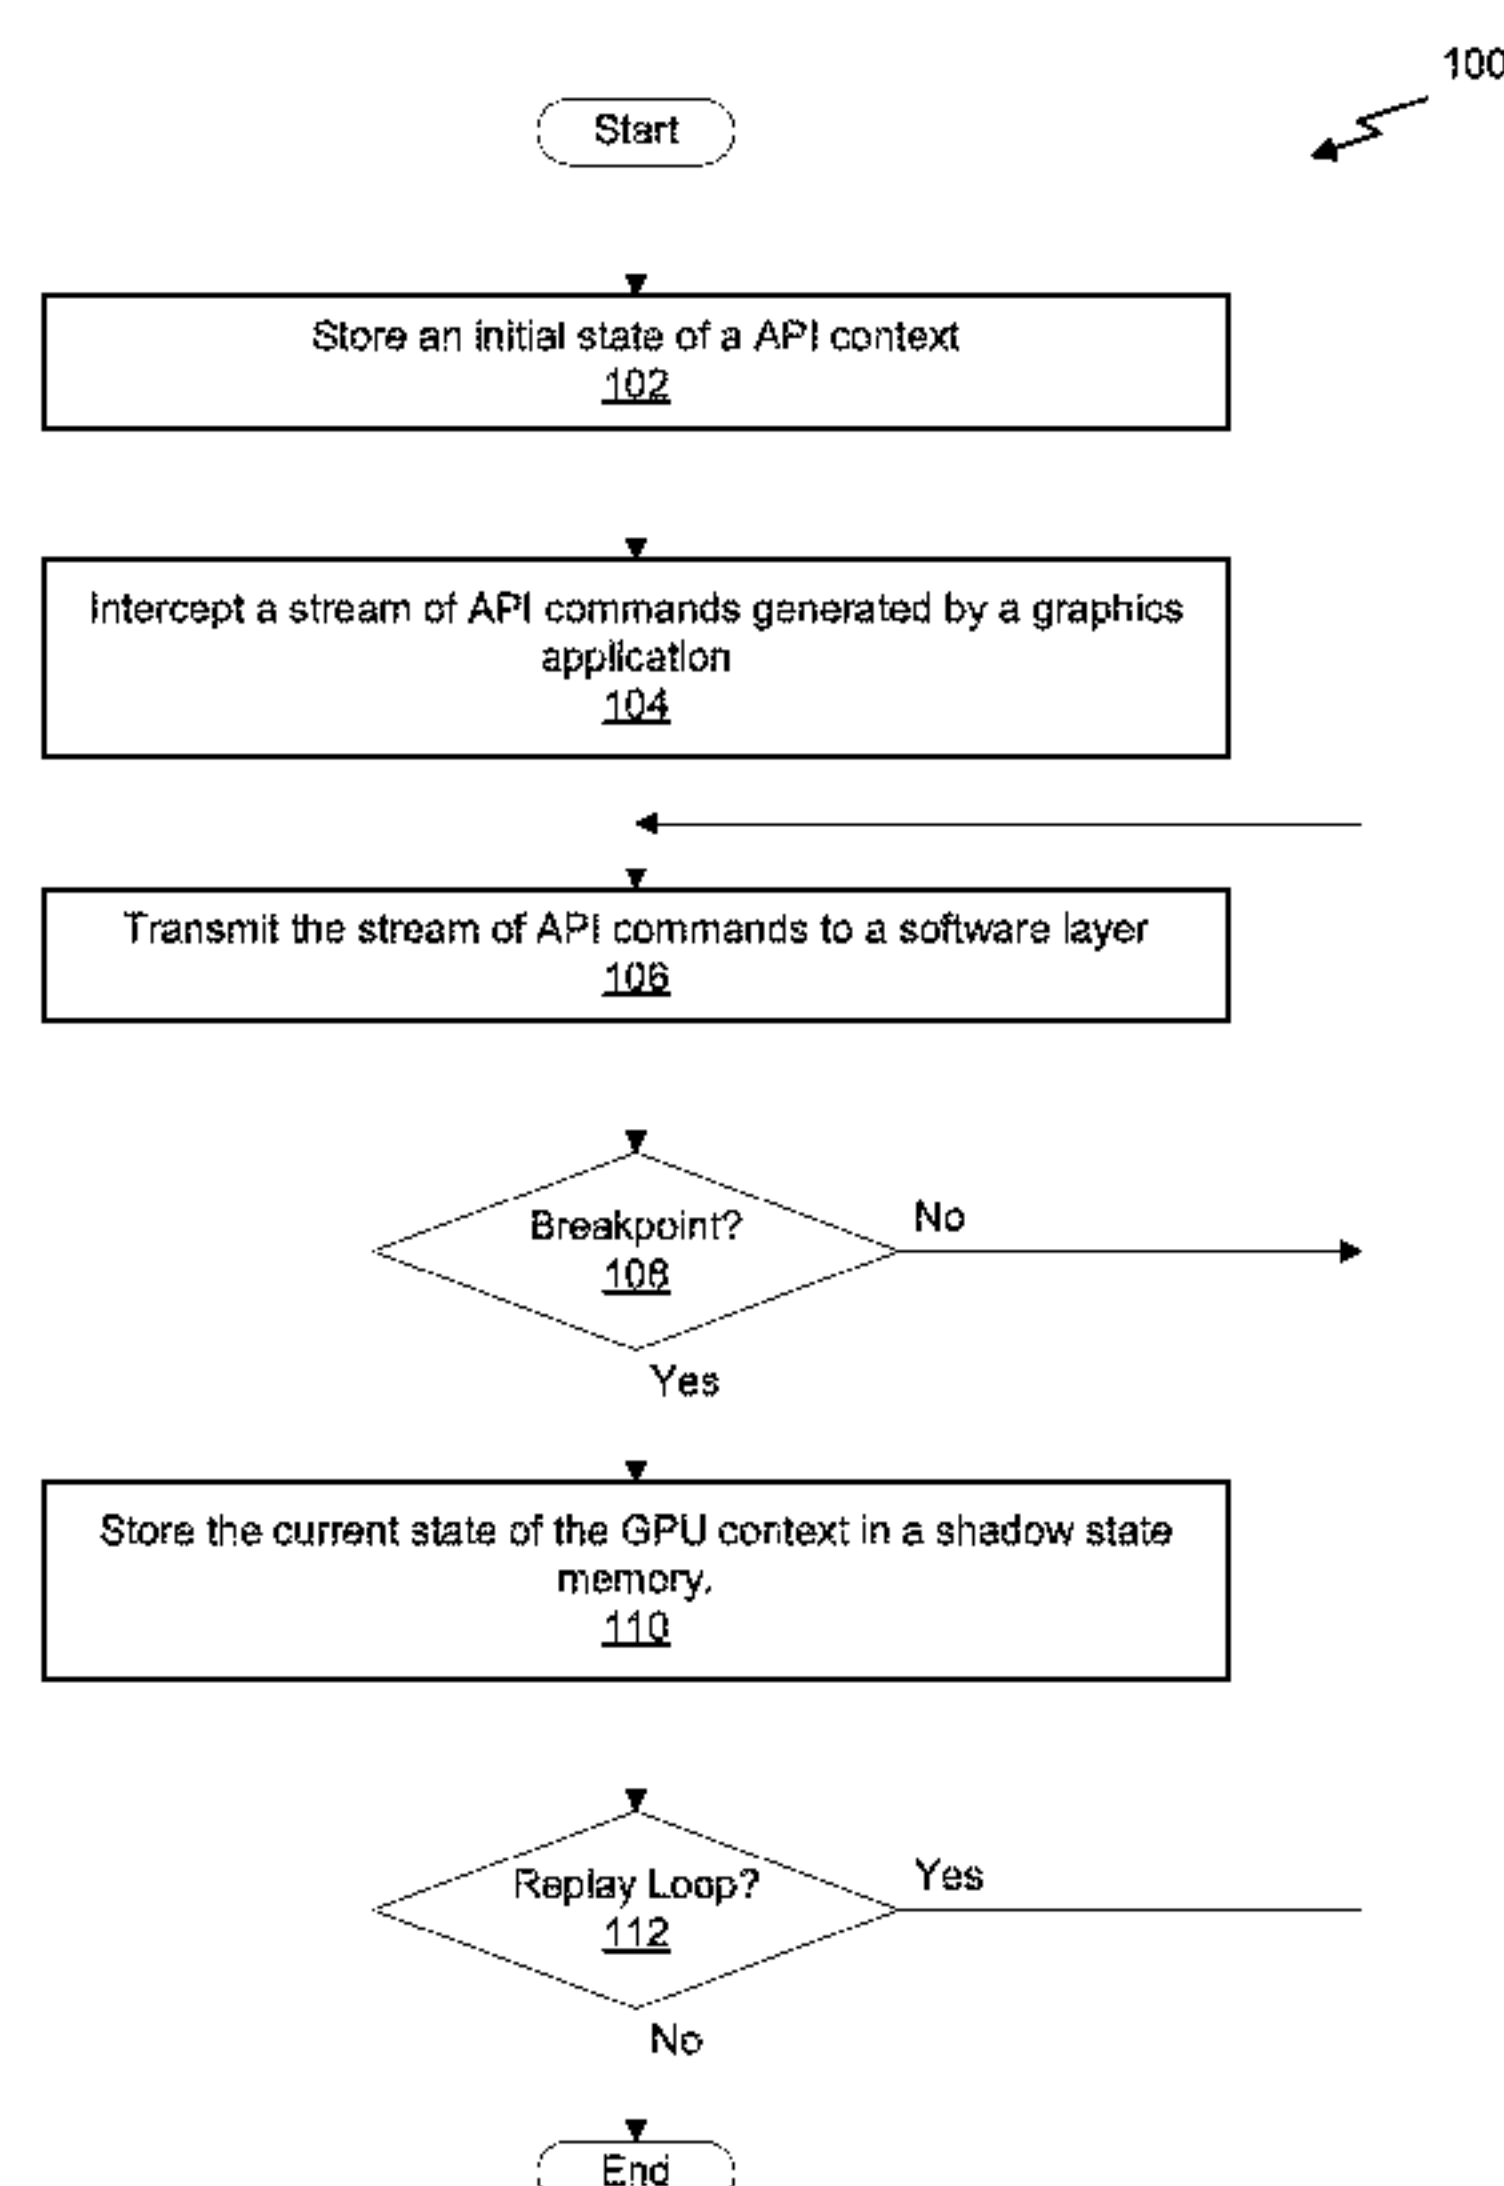 100
Start
Store an initial state of a API context
102
Intercept a stream of API commands generated by a graphics
application
104
Transmit the stream of API commands to a software layer
106
Breakpoint?
108
No
Yes
Store the current state of the GPU context in a shadow state
memory.
110
Replay Loop?
112
Yes
No
End